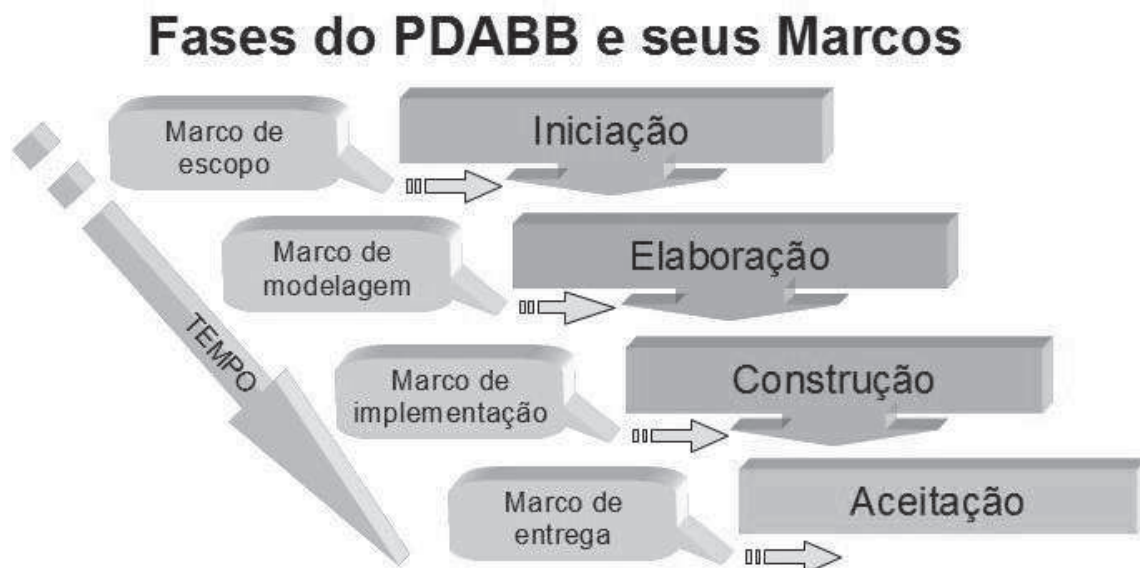 Fases do PDABB e seus Marcos
Marco de
escopo
Iniciação
Marco de
modelagem
Elaboração
TEMPO
Marco de
implementação
Construção
Marco de
entrega
Aceitação